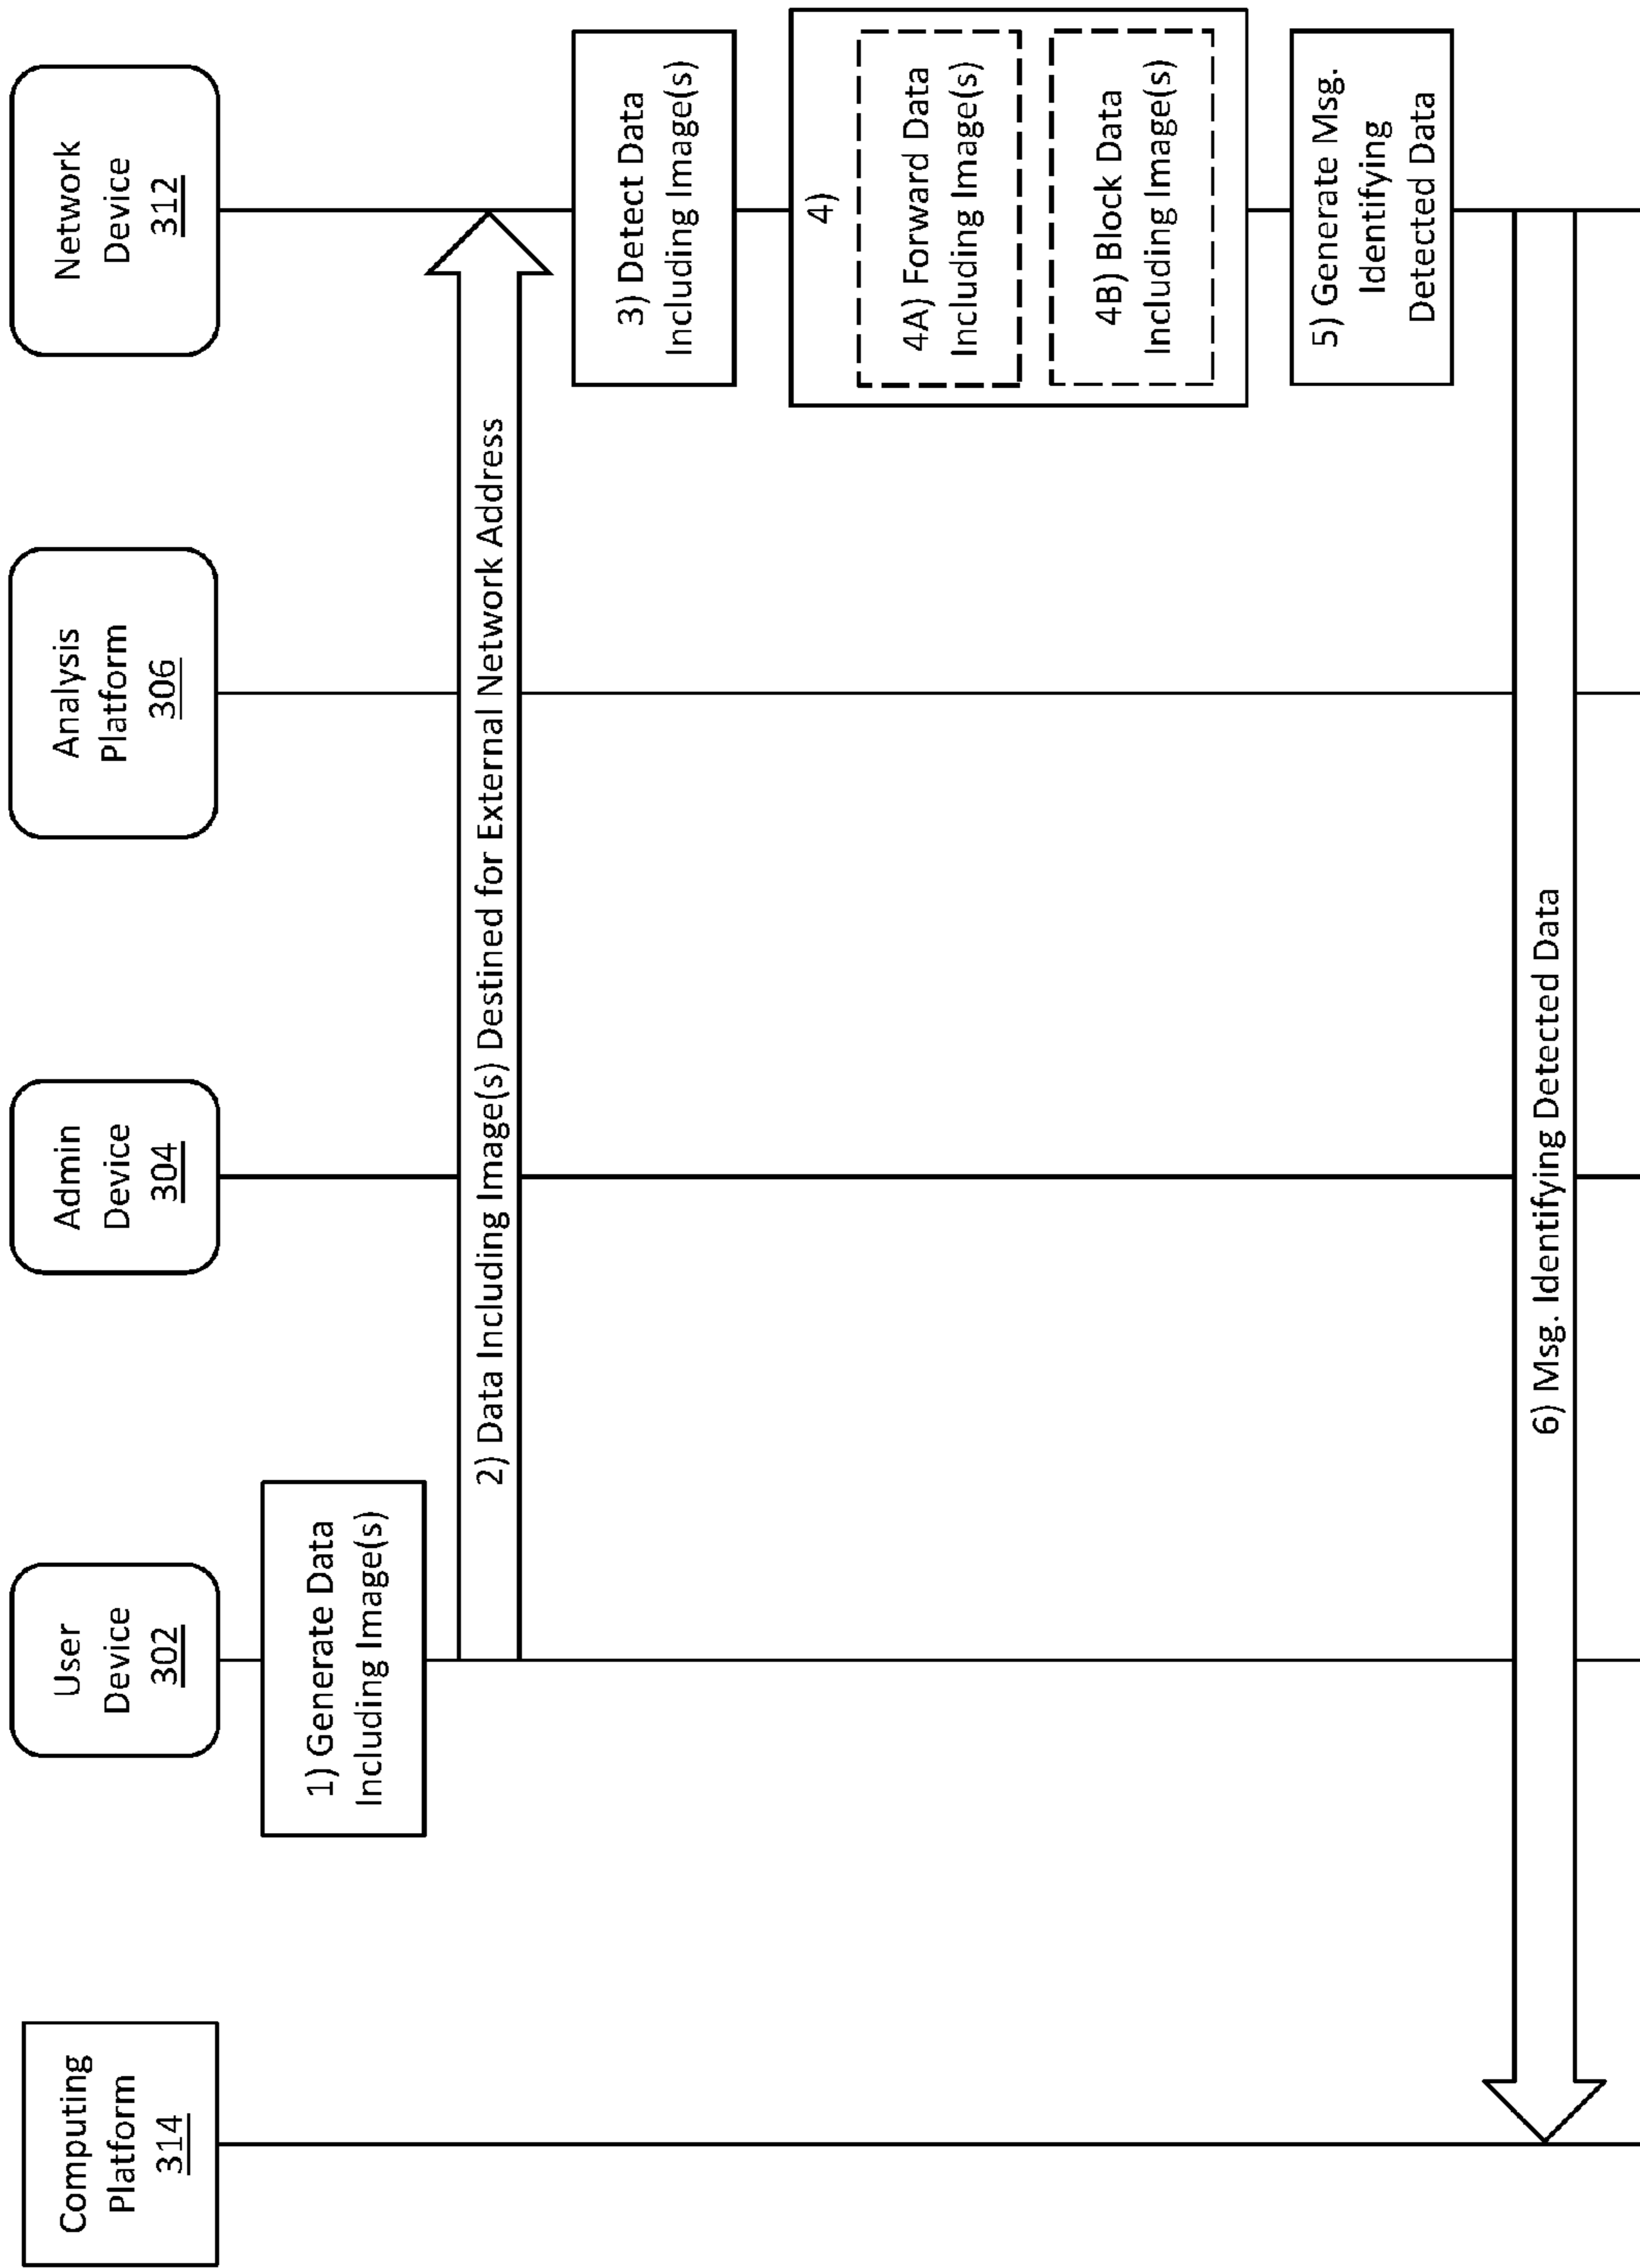 Computing
Platform
314
User
Device
302
Admin
Device
304
Analysis
Platform
306
Network
Device
312
1) Generate Data
Including Image(s)
2) Data Including Image(s) Destined for External Network Address
3) Detect Data
Including Image(s)
4)
4A) Forward Data
Including Image(s)
4B) Block Data
Including Image(s)
5) Generate Msg.
Identifying
Detected Data
6) Msg. Identifying Detected Data